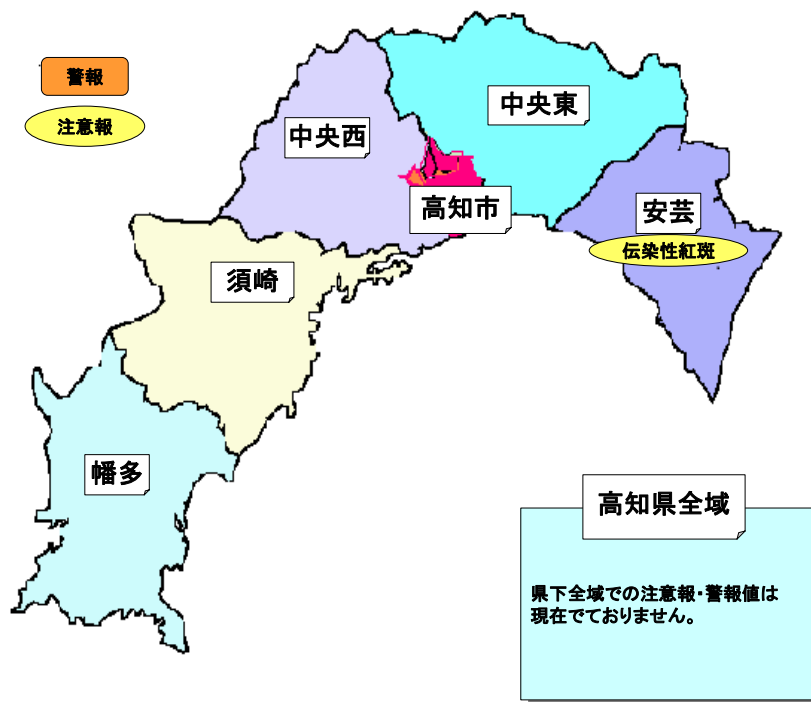 警報
注意報
中央東
中央西
高知市
安芸
伝染性紅斑
須崎
幡多
高知県全域
県下全域での注意報・警報値は
現在でておりません。